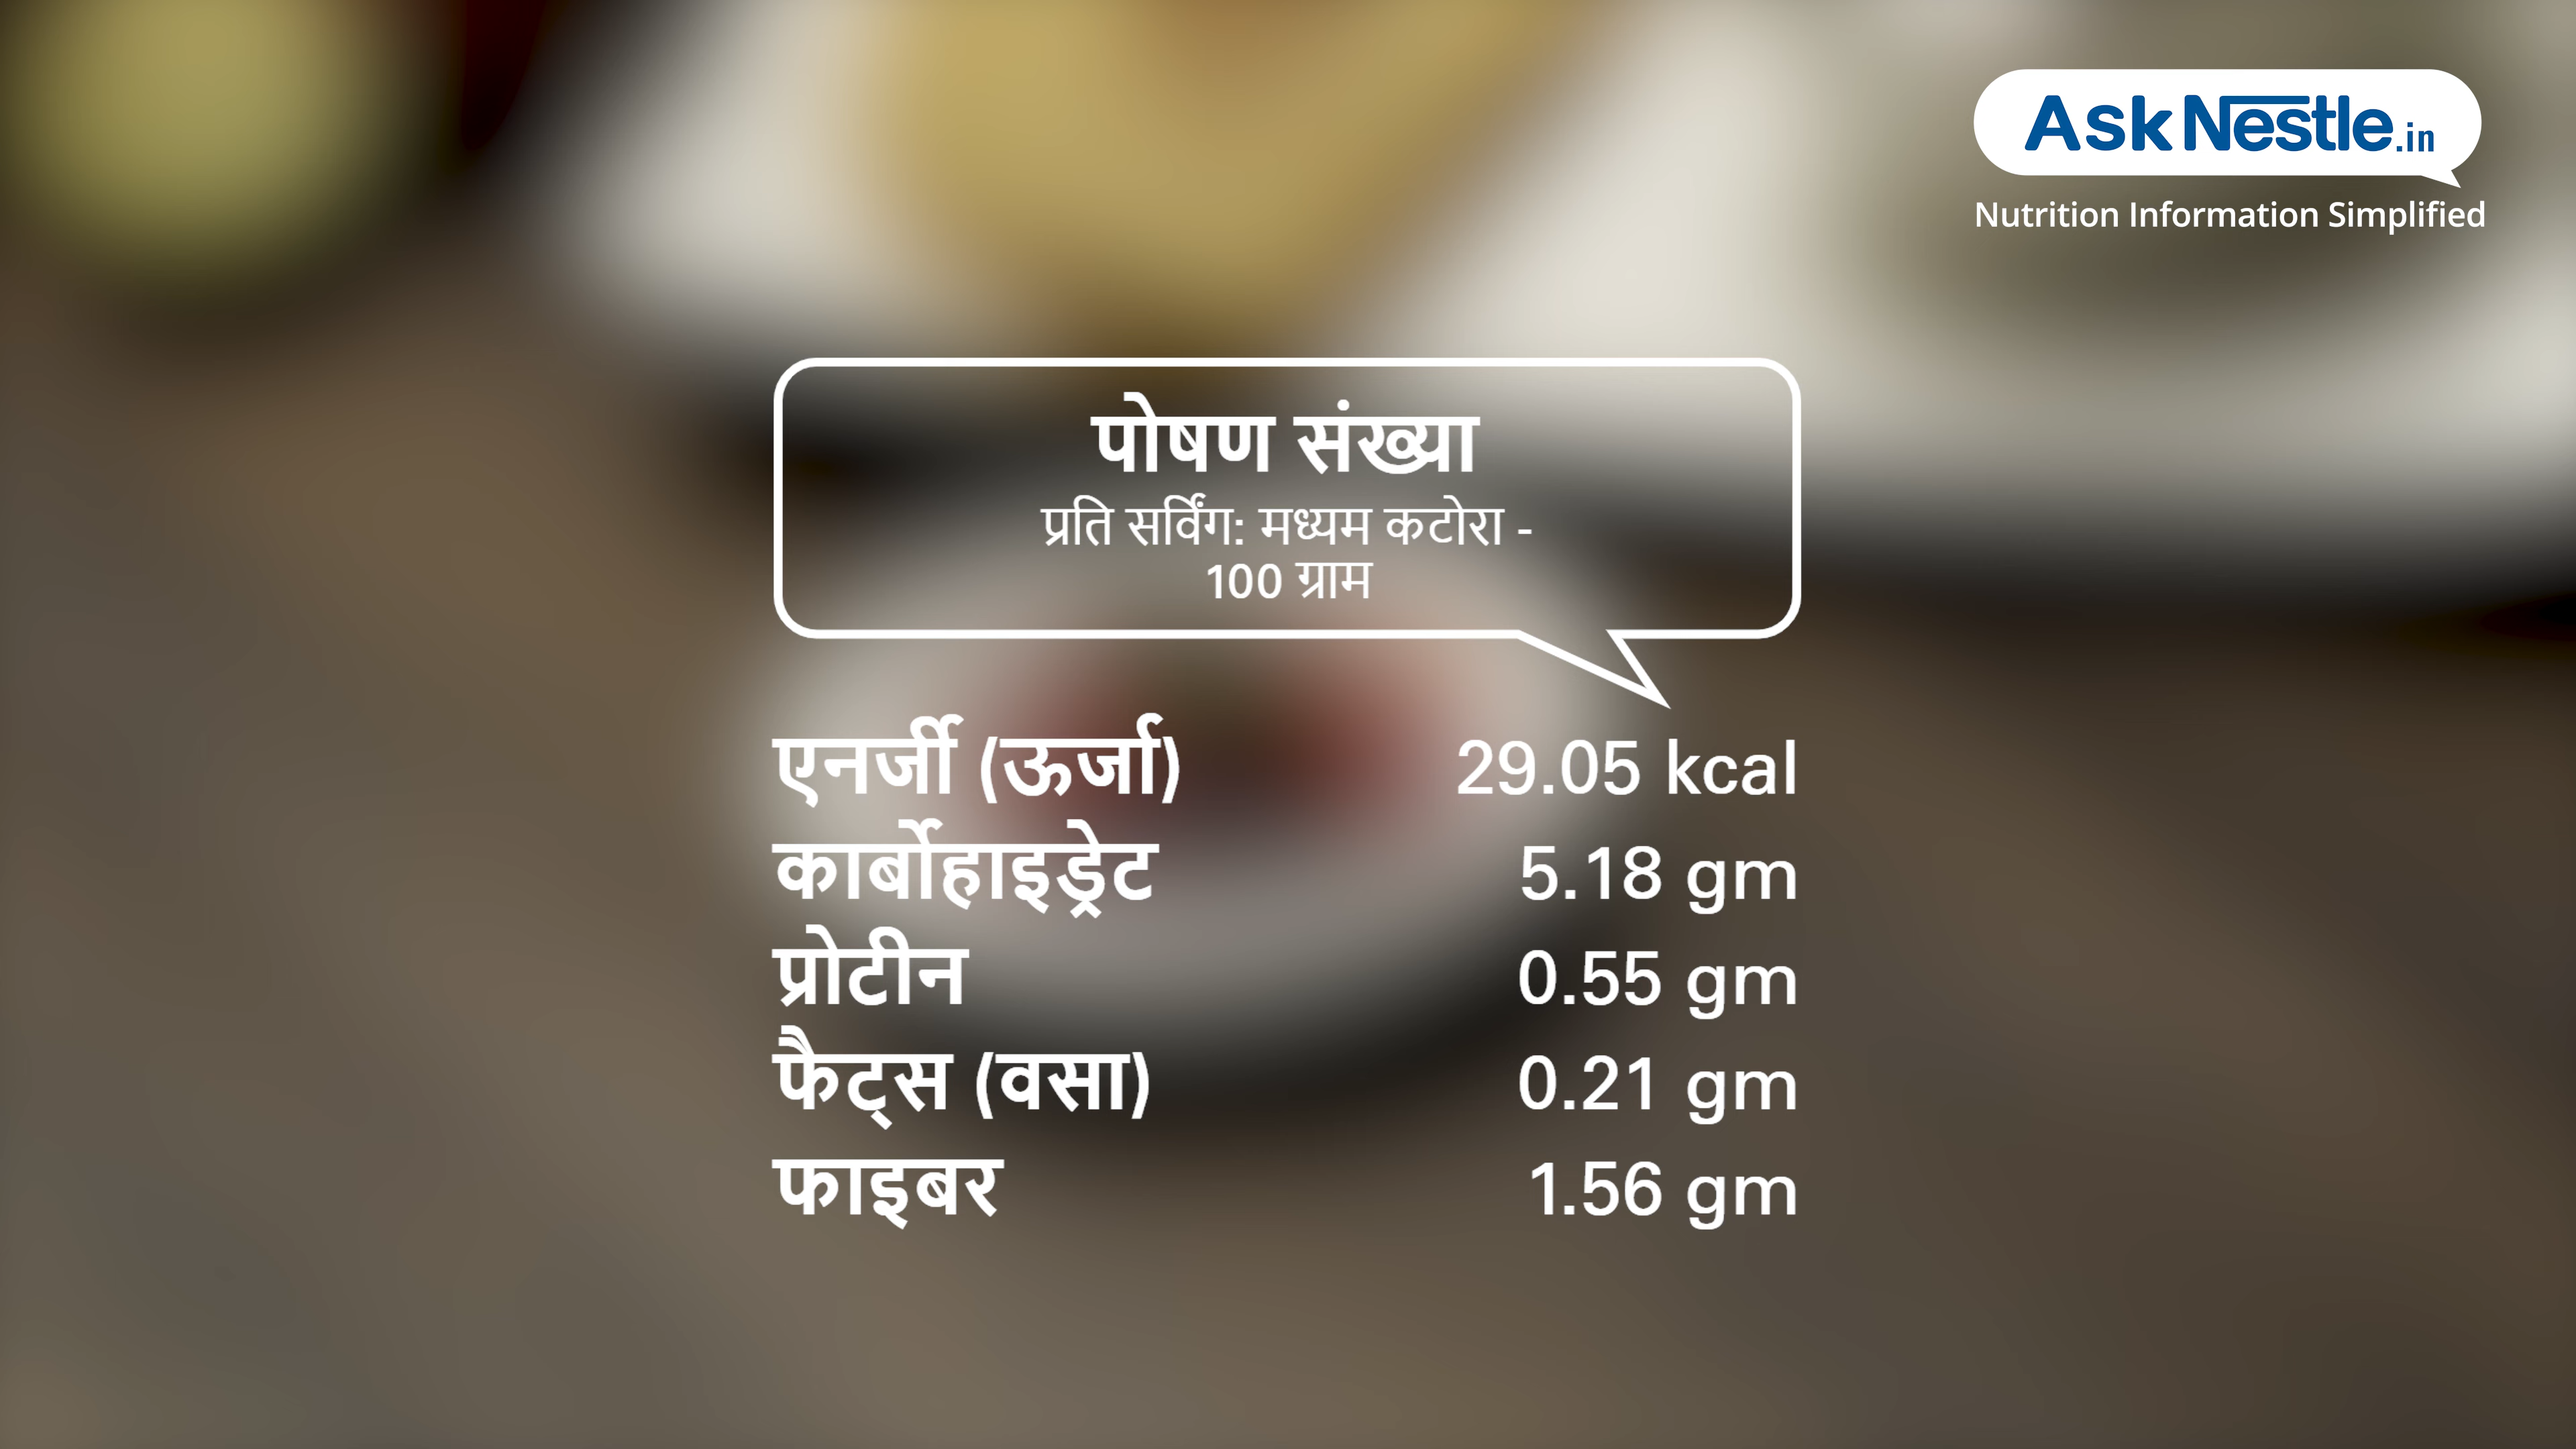 AskNestle.in
Nutrition Information Simplified
पोषण संख्या
प्रति सर्विंग: मध्यम कटोरा -
100 ग्राम
एनर्जी (ऊर्जा) 29.05 kcal
कार्बोहाइड्रेट 5.18 gm
प्रोटीन 0.55 gm
फैट्स (वसा) 0.21 gm
फाइबर 1.56 gm